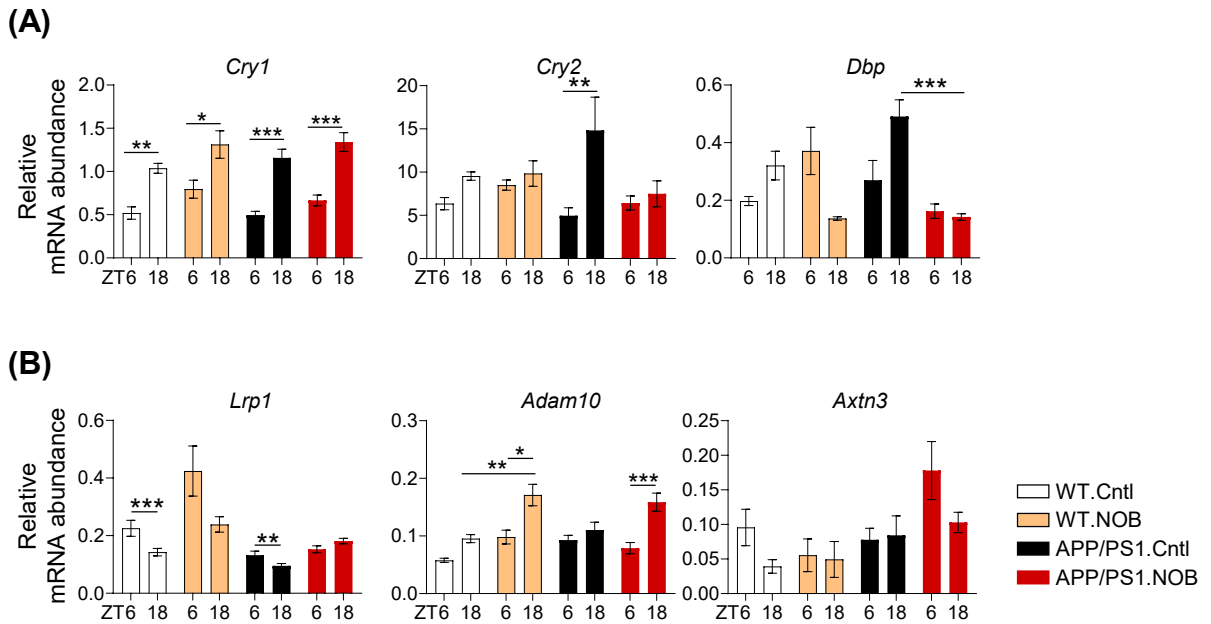 (A)
Cry1
Cry2
Dbp
Relative
mRNA abundance
2.0
1.5
1.0
0.5
0.0
** * *** ***
ZT6 18 6 18 6 18 6 18
20
15
10
5
0
**
ZT6 18 6 18 6 18 6 18
0.6
0.4
0.2
0.0
***
6 18 6 18 6 18 6 18
(B)
Lrp1
Adam10
Axtn3
Relative
mRNA abundance
0.6
0.4
0.2
0.0
*** **
ZT6 18 6 18 6 18 6 18
0.3
0.2
0.1
0.0
*
** ***
ZT6 18 6 18 6 18 6 18
0.25
0.20
0.15
0.10
0.05
0.00
ZT6 18 6 18 6 18 6 18
WT.Cntl
WT.NOB
APP/PS1.Cntl
APP/PS1.NOB